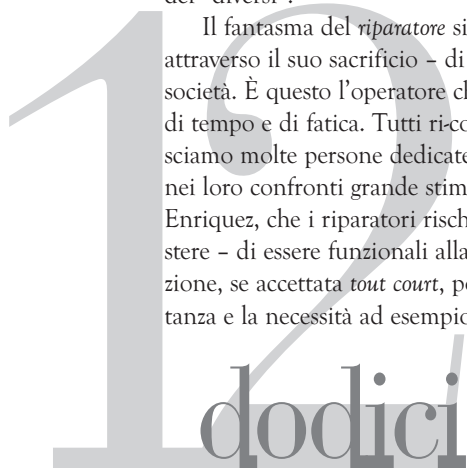 dei "diversi".
Il fantasma del riparatore si
attraverso il suo sacrificio – di
società. È questo l'operatore ch
di tempo e di fatica. Tutti ri-co
sciamo molte persone dedicate
nei loro confronti grande stim
Enriquez, che i riparatori risch
stere – di essere funzionali alla
zione, se accettata tout court, po
tanza e la necessità ad esempio
12
dodici